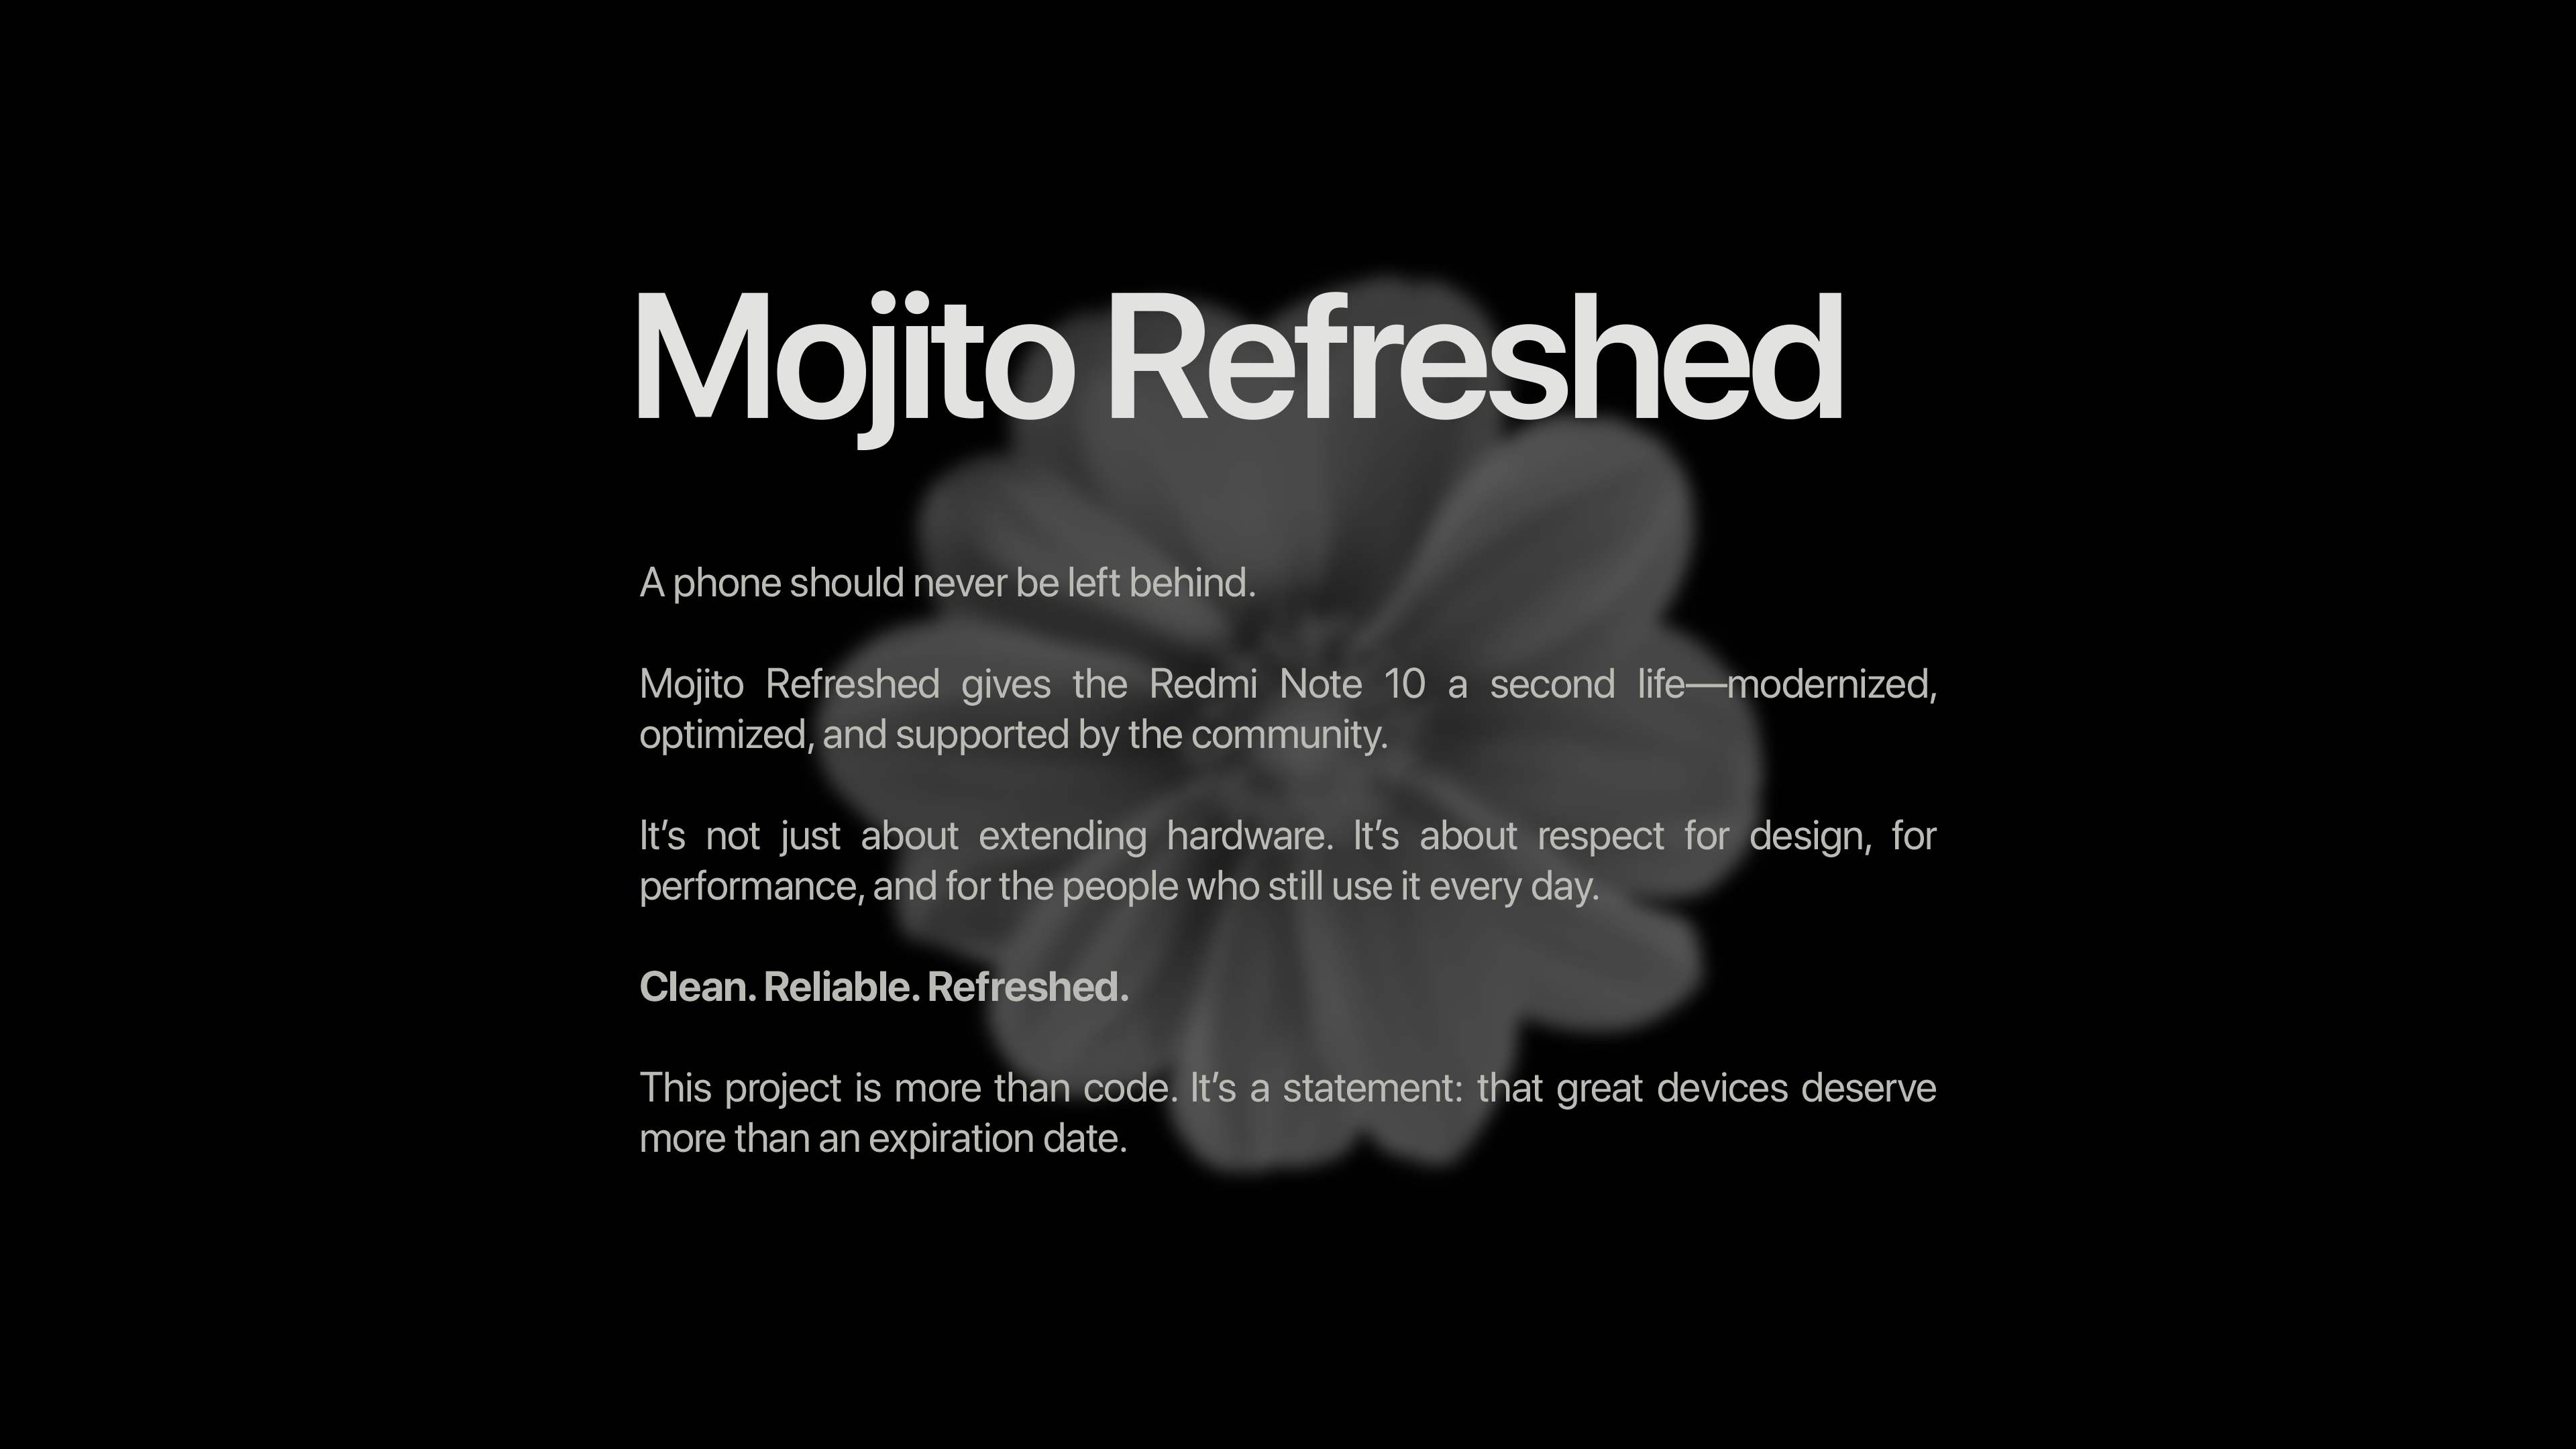 Mojito Refreshed
A phone should never be left behind.
Mojito Refreshed gives the Redmi Note 10 a second life—modernized,
optimized, and supported by the community.
It’s not just about extending hardware. It’s about respect for design, for
performance, and for the people who still use it every day.
Clean. Reliable. Refreshed.
This project is more than code. It’s a statement: that great devices deserve
more than an expiration date.